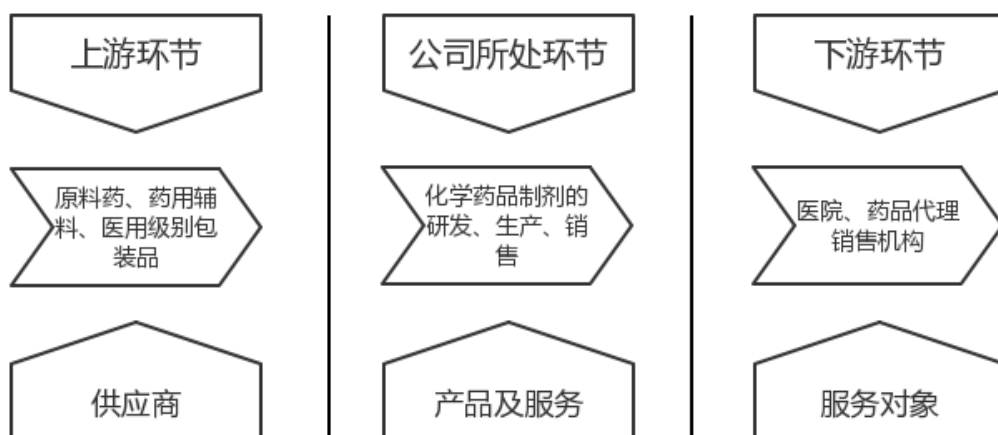 上游环节
公司所处环节
下游环节
原料药、药用辅
料、医用级别包
装品
化学药品制剂的
研发、生产、销
售
医院、药品代理
销售机构
供应商
产品及服务
服务对象